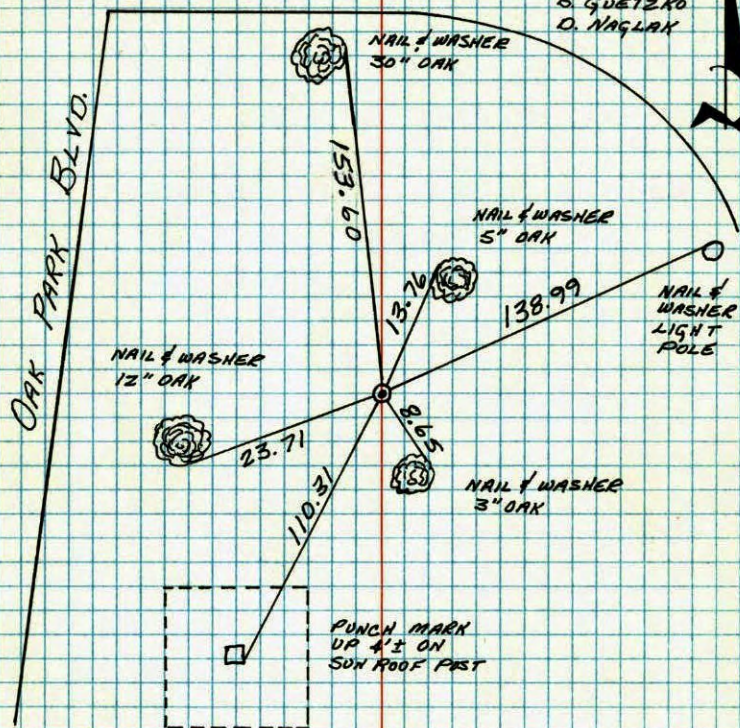 B. GUETZKO
D. NAGLAK
NAIL & WASHER
30" OAK
OAK PARK BLVD.
153.60
NAIL & WASHER
5" OAK
13.76
138.99
NAIL &
WASHER
LIGHT
POLE
NAIL & WASHER
12" OAK
23.71
8.65
NAIL & WASHER
3" OAK
110.31
PUNCH MARK
UP 4'± ON
SUN ROOF POST